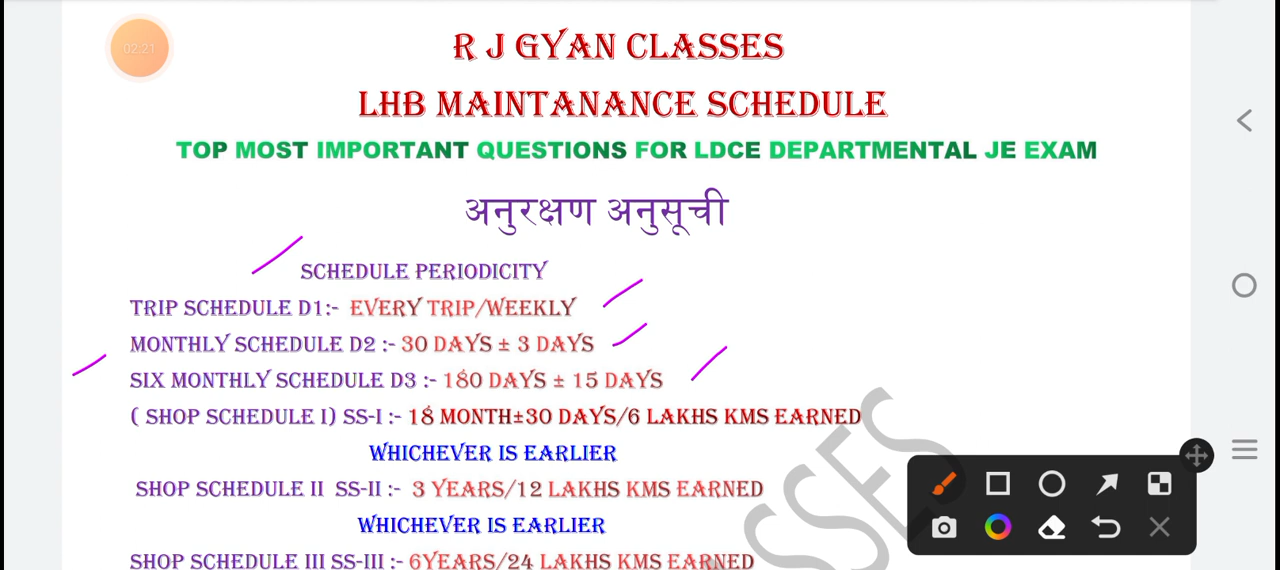 02:21
R J GYAN CLASSES
LHB MAINTANANCE SCHEDULE
TOP MOST IMPORTANT QUESTIONS FOR LDCE DEPARTMENTAL JE EXAM
अनुरक्षण अनुसूची
SCHEDULE PERIODICITY
TRIP SCHEDULE D1:- EVERY TRIP/WEEKLY
MONTHLY SCHEDULE D2 :- 30 DAYS ± 3 DAYS
SIX MONTHLY SCHEDULE D3 :- 180 DAYS ± 15 DAYS
( SHOP SCHEDULE I) SS-I :- 18 MONTH±30 DAYS/6 LAKHS KMS EARNED
WHICHEVER IS EARLIER
SHOP SCHEDULE II SS-II :- 3 YEARS/12 LAKHS KMS EARNED
WHICHEVER IS EARLIER
SHOP SCHEDULE III SS-III :- 6YEARS/24 LAKHS KMS EARNED